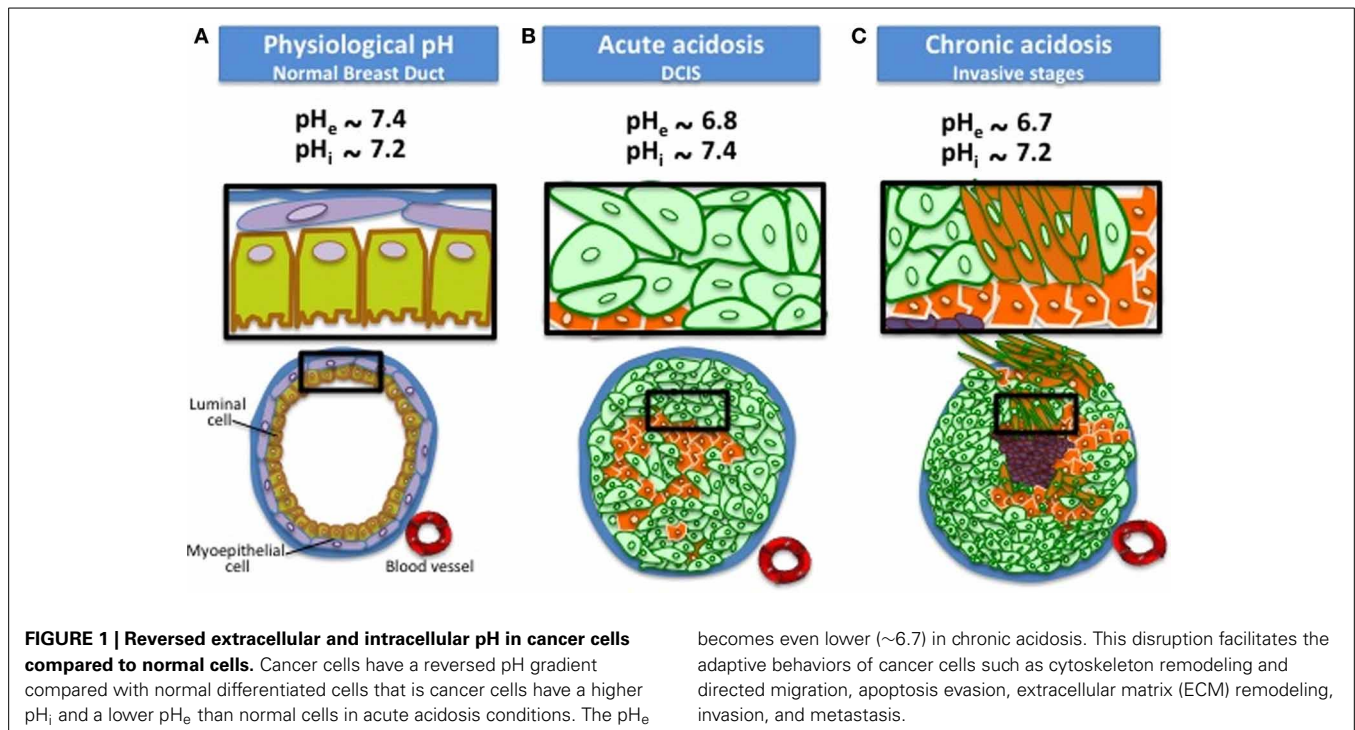 A Physiological pH
Normal Breast Duct
pHe ~ 7.4
pHi ~ 7.2
B Acute acidosis
DCIS
pHe ~ 6.8
pHi ~ 7.4
C Chronic acidosis
Invasive stages
pHe ~ 6.7
pHi ~ 7.2
Luminal
cell
Myoepithelial
cell
Blood vessel
FIGURE 1 | Reversed extracellular and intracellular pH in cancer cells
compared to normal cells. Cancer cells have a reversed pH gradient
compared with normal differentiated cells that is cancer cells have a higher
pHi and a lower pHe than normal cells in acute acidosis conditions. The pHe
becomes even lower (~6.7) in chronic acidosis. This disruption facilitates the
adaptive behaviors of cancer cells such as cytoskeleton remodeling and
directed migration, apoptosis evasion, extracellular matrix (ECM) remodeling,
invasion, and metastasis.